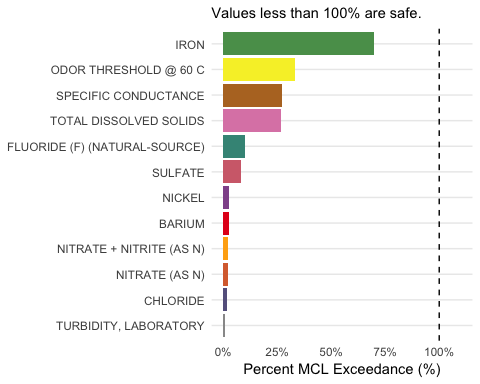 Values less than 100% are safe.
IRON
ODOR THRESHOLD @ 60 C
SPECIFIC CONDUCTANCE
TOTAL DISSOLVED SOLIDS
FLUORIDE (F) (NATURAL-SOURCE)
SULFATE
NICKEL
BARIUM
NITRATE + NITRITE (AS N)
NITRATE (AS N)
CHLORIDE
TURBIDITY, LABORATORY
0% 25% 50% 75% 100%
Percent MCL Exceedance (%)